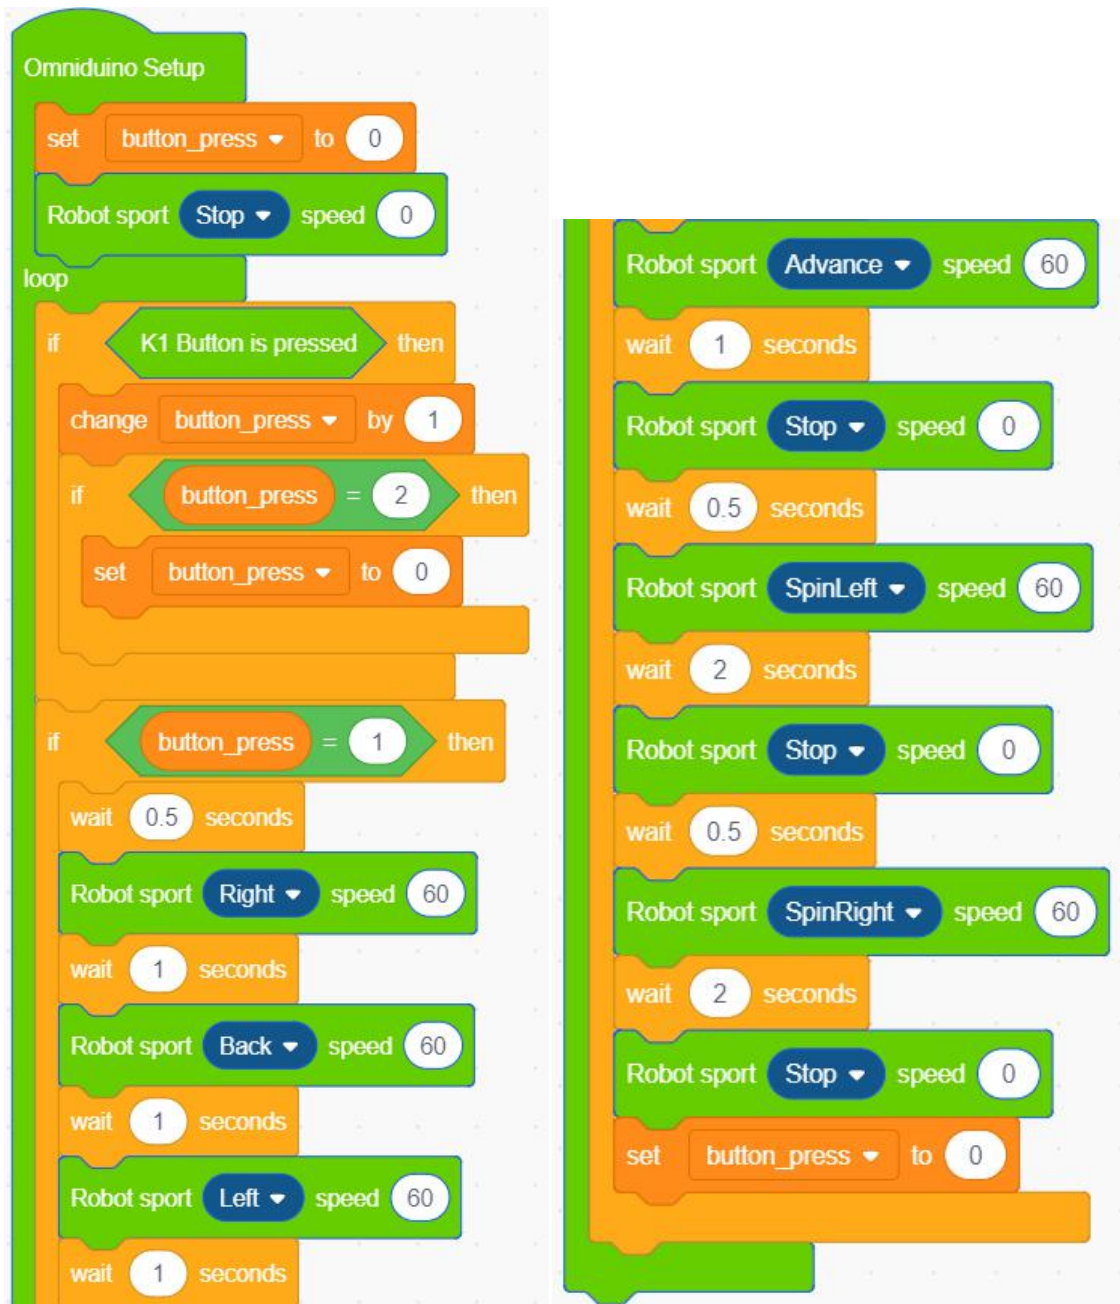 Omniduino Setup
set button_press to 0
Robot sport Stop speed 0
loop
if K1 Button is pressed then
change button_press by 1
if button_press = 2 then
set button_press to 0
if button_press = 1 then
wait 0.5 seconds
Robot sport Right speed 60
wait 1 seconds
Robot sport Back speed 60
wait 1 seconds
Robot sport Left speed 60
wait 1 seconds
Robot sport Advance speed 60
wait 1 seconds
Robot sport Stop speed 0
wait 0.5 seconds
Robot sport SpinLeft speed 60
wait 2 seconds
Robot sport Stop speed 0
wait 0.5 seconds
Robot sport SpinRight speed 60
wait 2 seconds
Robot sport Stop speed 0
set button_press to 0